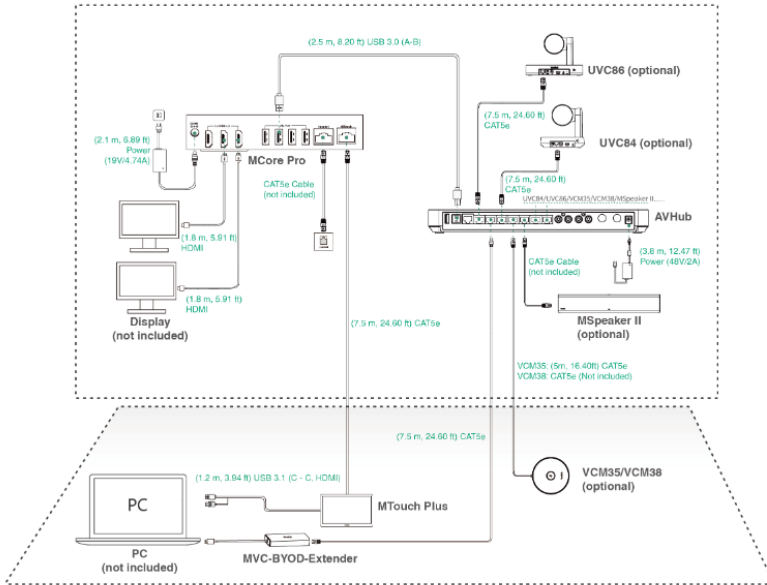 (2.5 m, 8.20 ft) USB 3.0 (A-B)
UVC86 (optional)
(7.5 m, 24.60 ft)
CAT5e
(2.1 m, 6.89 ft)
Power
(19V/4.74A)
MCore Pro
UVC84 (optional)
CAT5e Cable
(not included)
(7.5 m, 24.60 ft)
CAT5e
UVC84/UVC86/VCM35/VCM38/MSpeaker II......
AVHub
(1.8 m, 5.91 ft)
HDMI
CAT5e Cable
(not included)
(3.8 m, 12.47 ft)
Power (48V/2A)
(1.8 m, 5.91 ft)
HDMI
Display
(not included)
(7.5 m, 24.60 ft) CAT5e
MSpeaker II
(optional)
VCM35: (5m, 16.40ft) CAT5e
VCM38: CAT5e (Not included)
(7.5 m, 24.60 ft) CAT5e
(1.2 m, 3.94 ft) USB 3.1 (C - C, HDMI)
VCM35/VCM38
(optional)
PC
MTouch Plus
PC
(not included)
MVC-BYOD-Extender